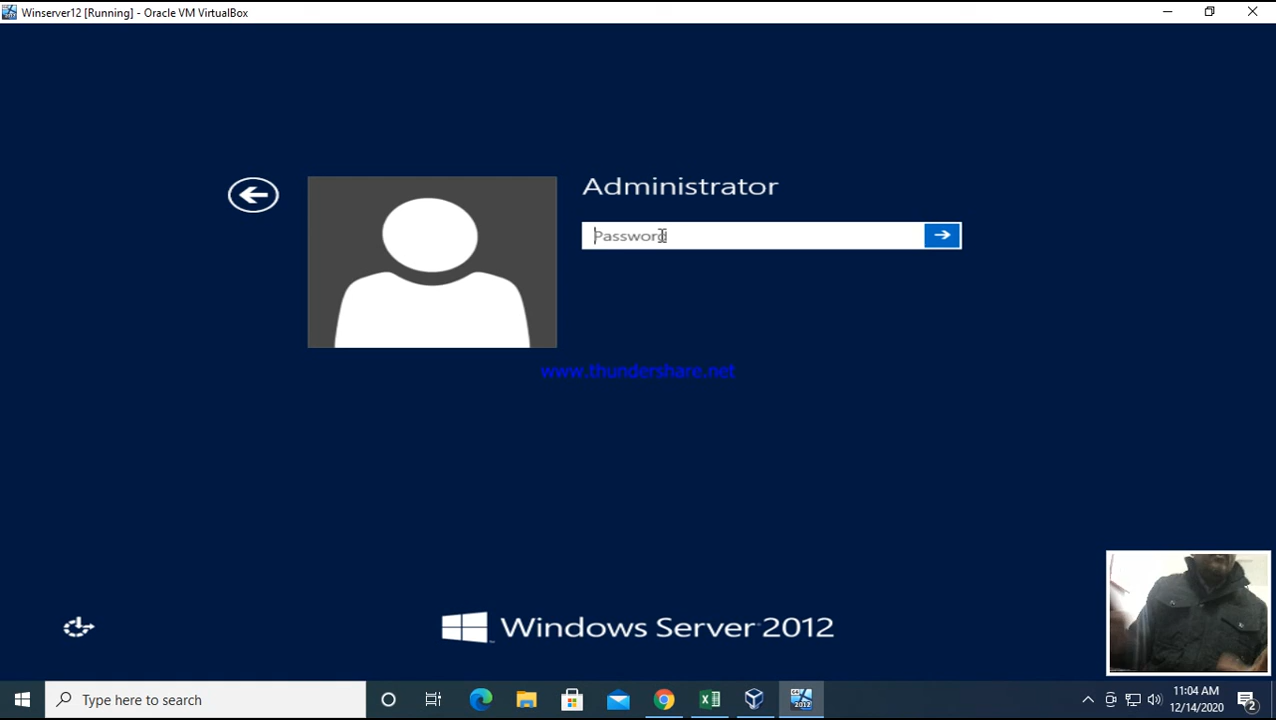 Winserver12 [Running] - Oracle VM VirtualBox
Administrator
Password
www.thundershare.net
Windows Server 2012
Type here to search
11:04 AM
12/14/2020
2